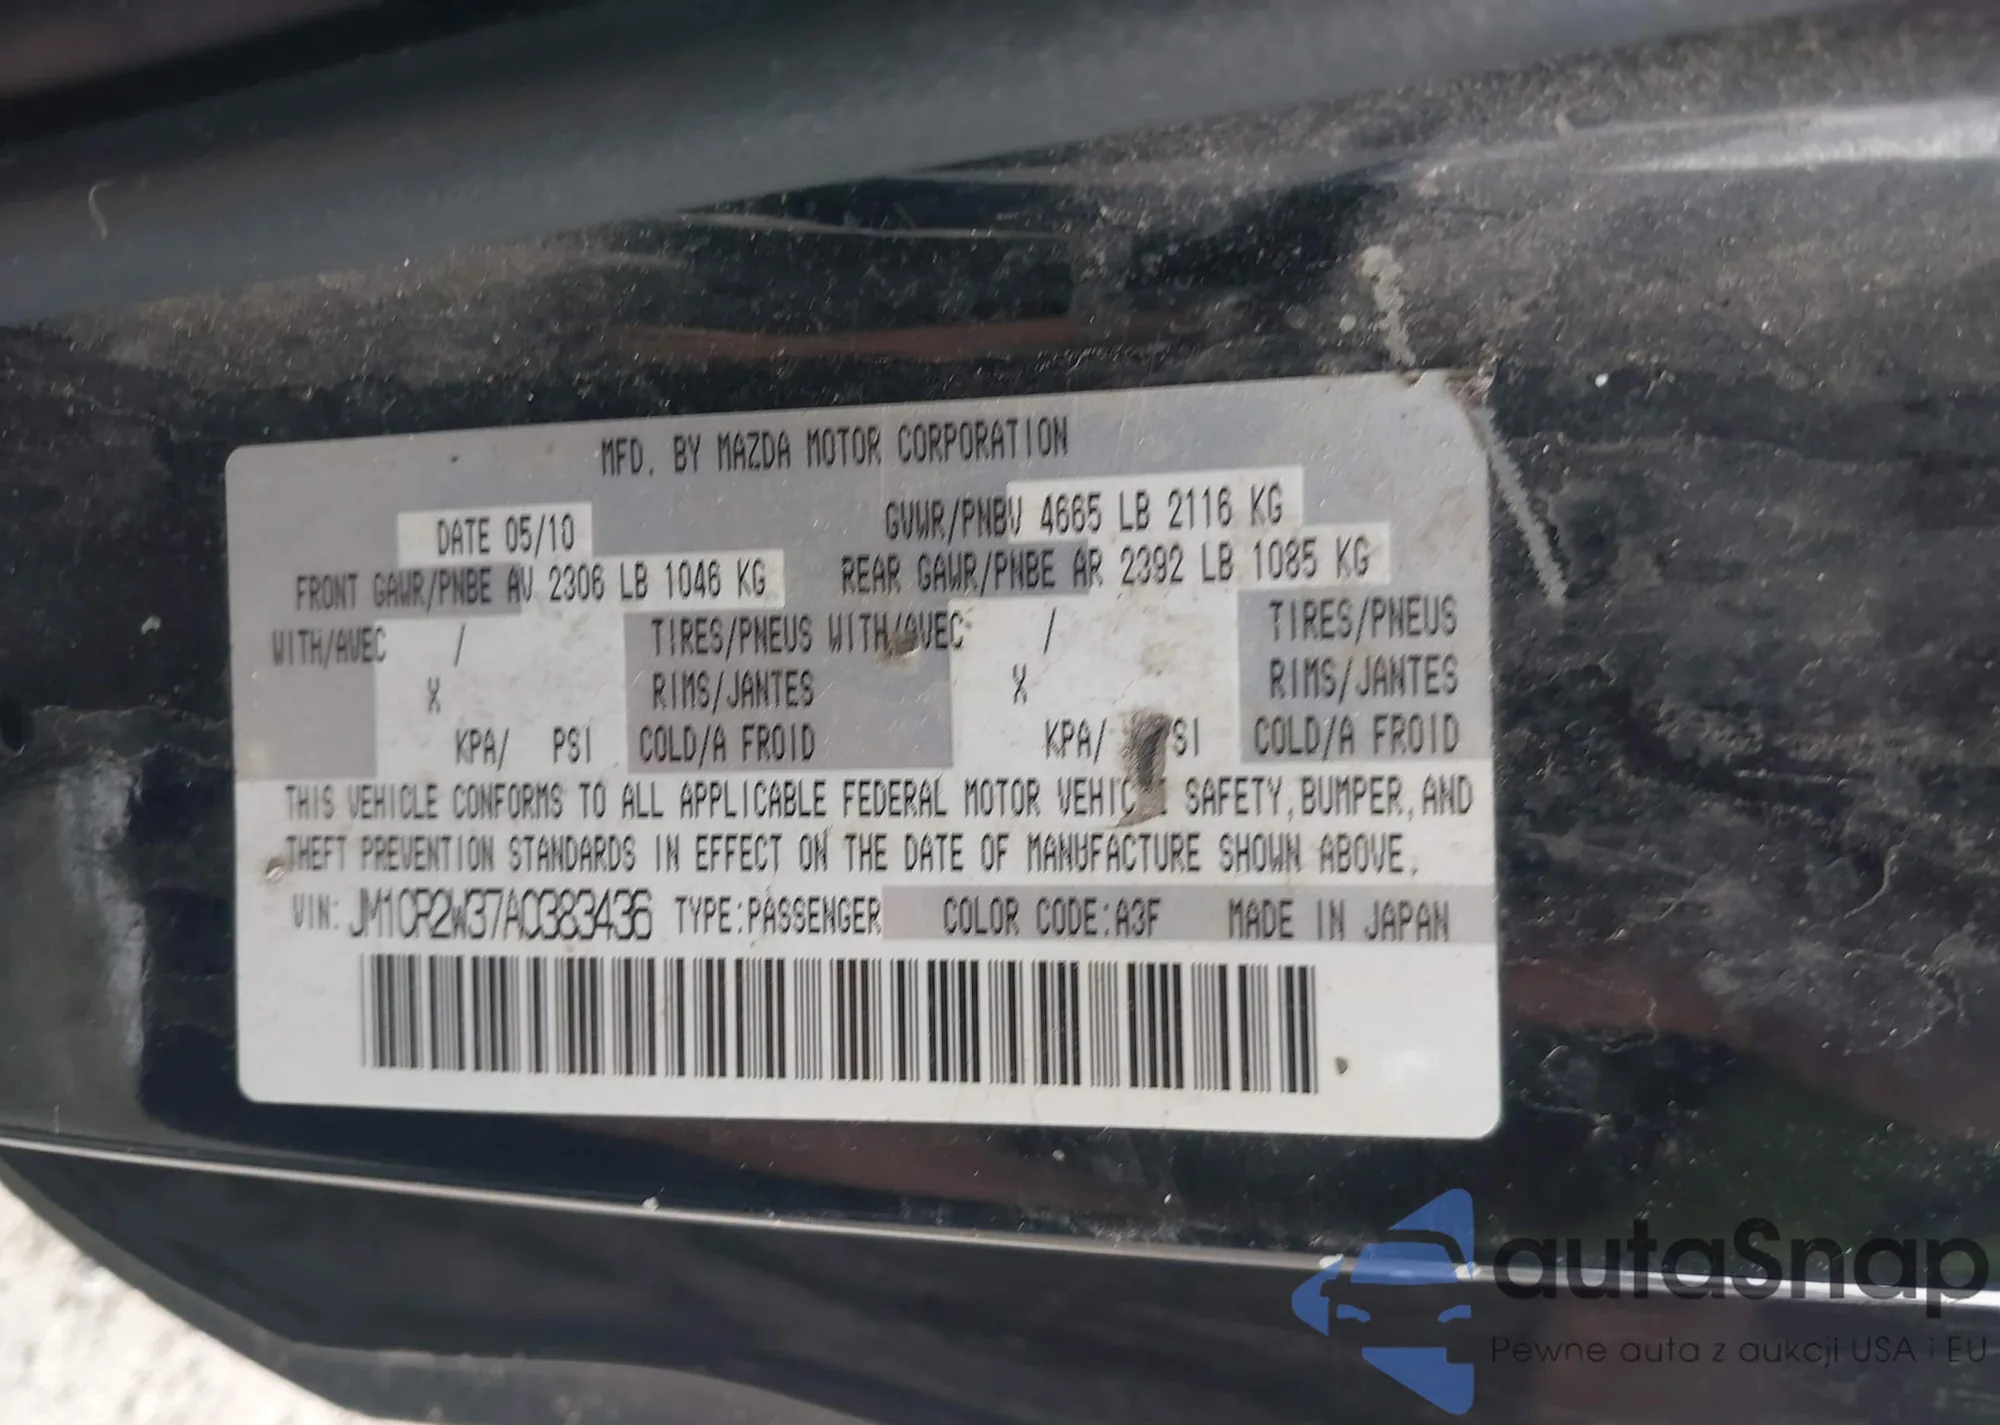 MFD. BY MAZDA MOTOR CORPORATION
DATE 05/10 GVWR/PNBV 4665 LB 2116 KG
FRONT GAWR/PNBE AV 2306 LB 1046 KG REAR GAWR/PNBE AR 2392 LB 1085 KG
WITH/AVEC / TIRES/PNEUS WITH/AVEC / TIRES/PNEUS
X RIMS/JANTES X RIMS/JANTES
KPA/ PSI COLD/A FROID KPA/ PSI COLD/A FROID
THIS VEHICLE CONFORMS TO ALL APPLICABLE FEDERAL MOTOR VEHICLE SAFETY, BUMPER, AND
THEFT PREVENTION STANDARDS IN EFFECT ON THE DATE OF MANUFACTURE SHOWN ABOVE.
VIN: JM1CR2W37A0383436 TYPE:PASSENGER COLOR CODE:A3F MADE IN JAPAN
autaSnap
Pewne auta z aukcji USA i EU